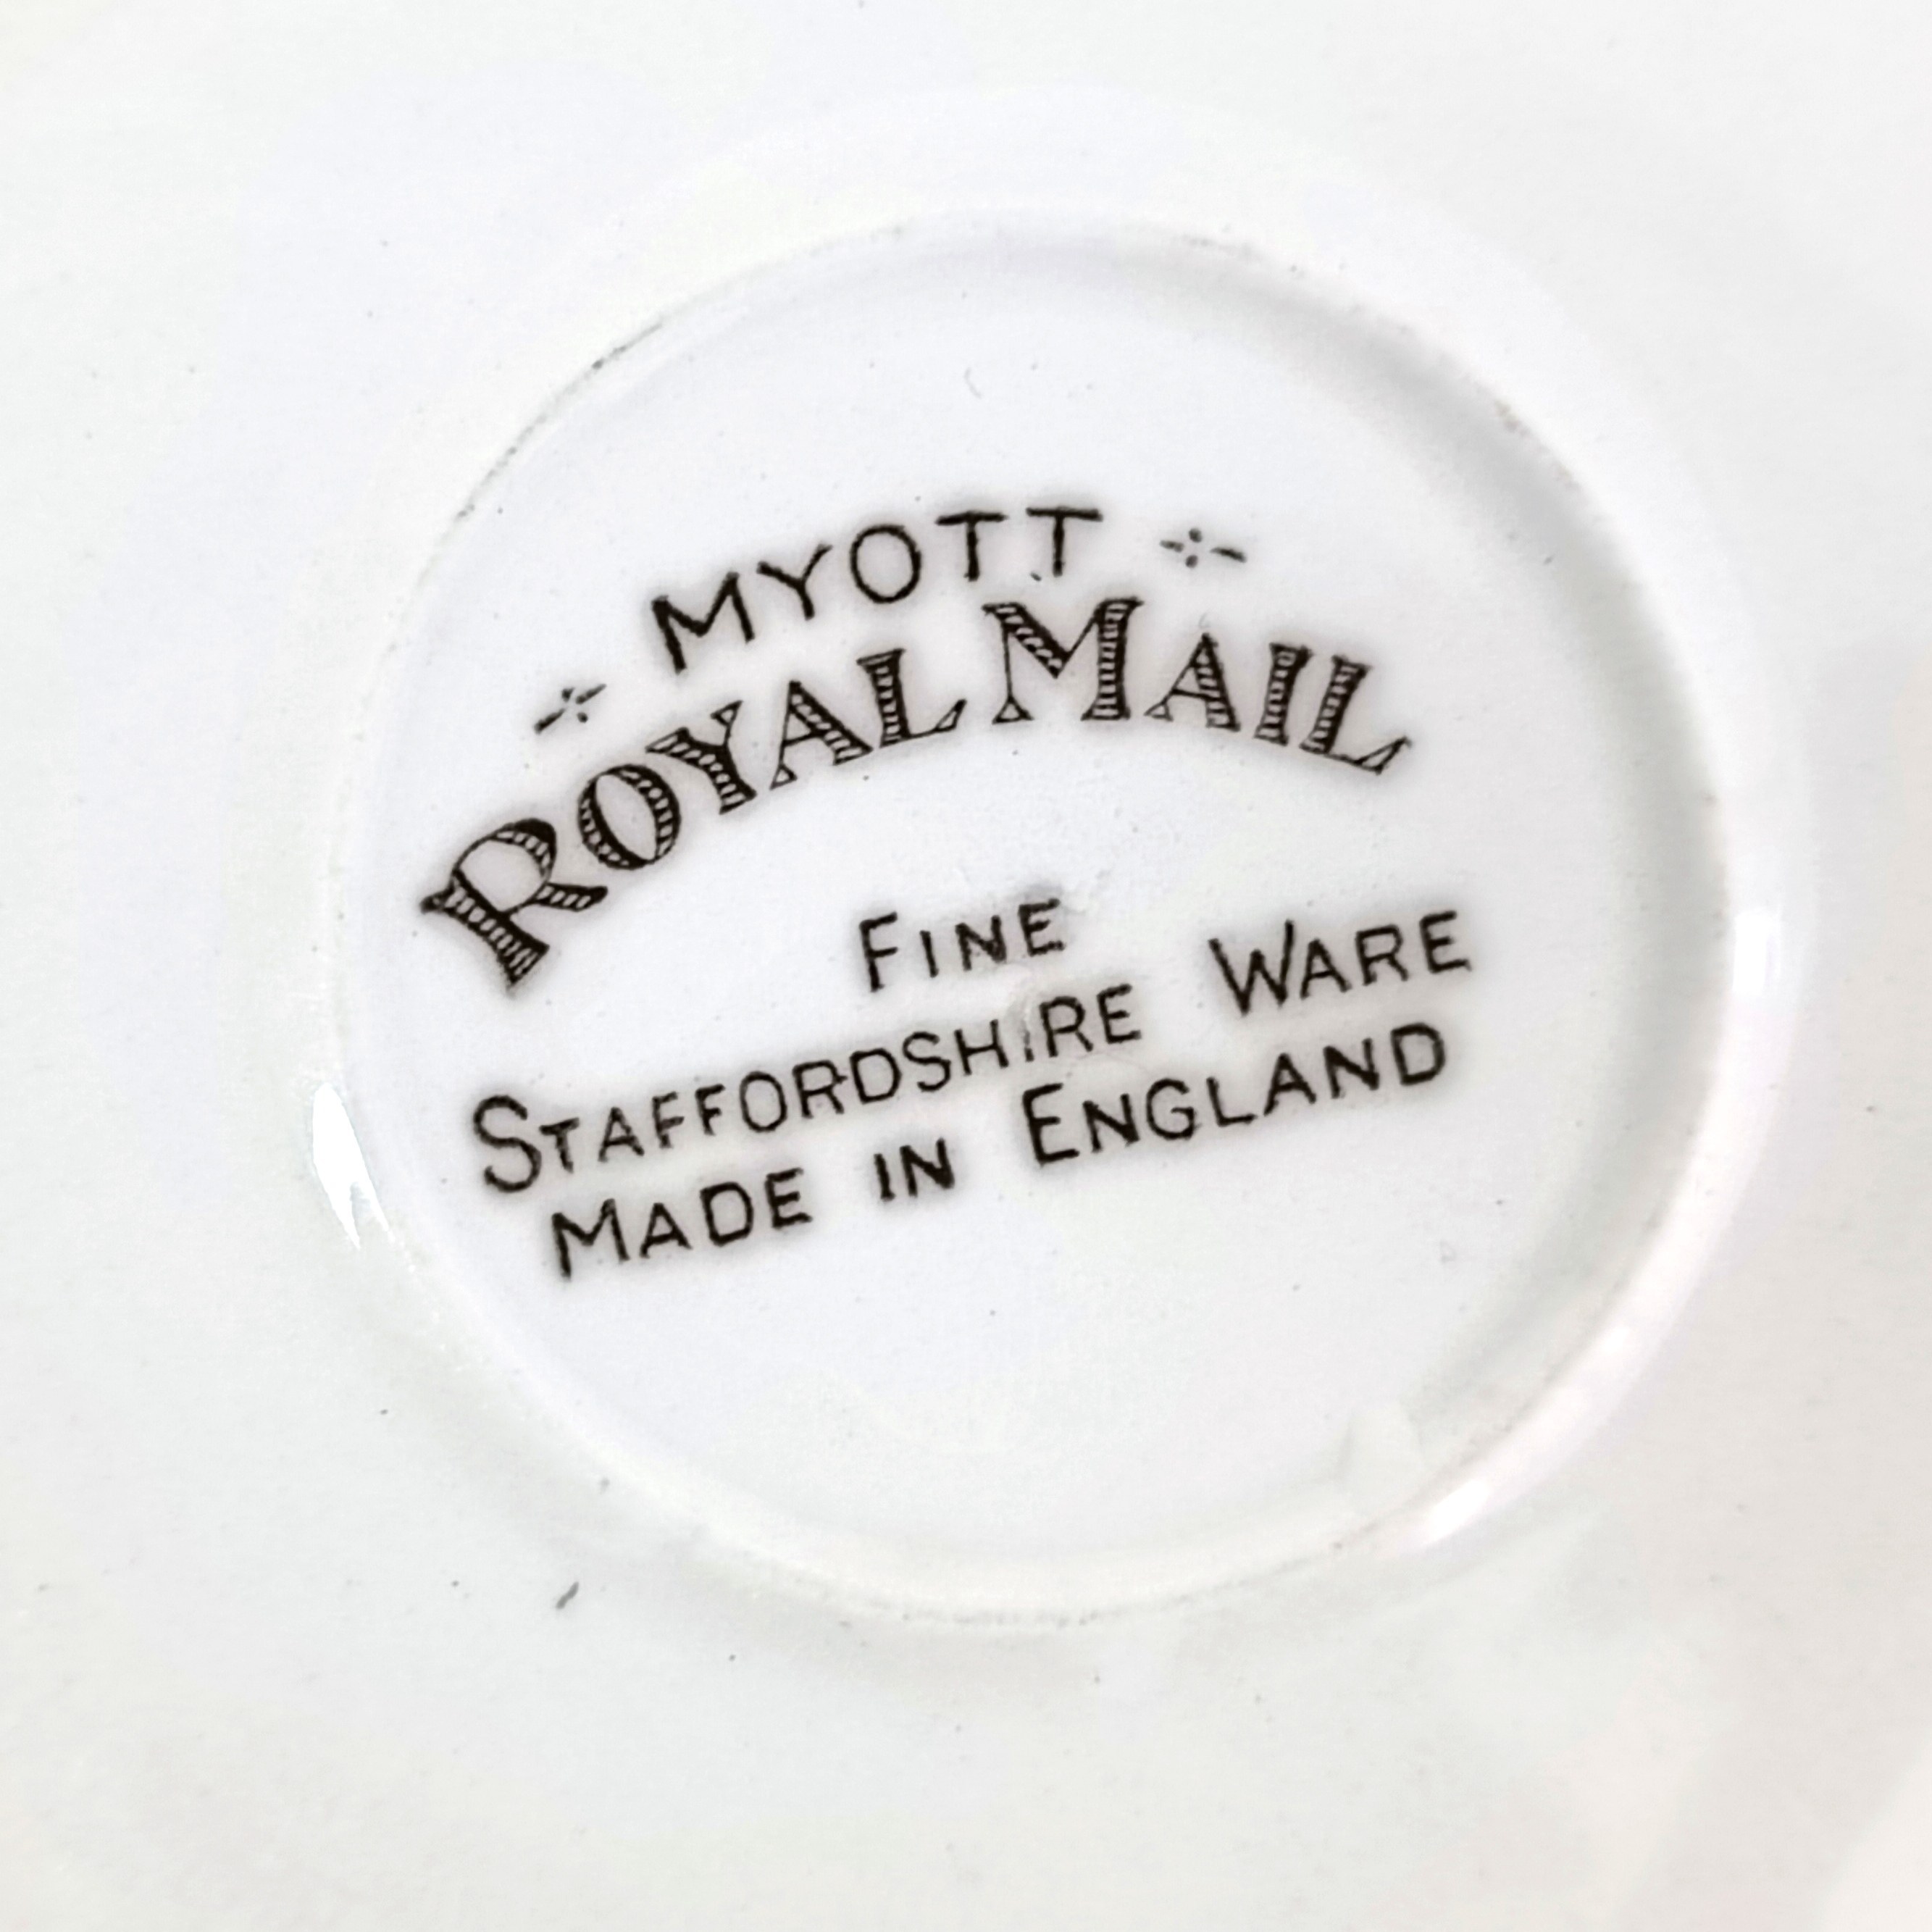 MYOTT
ROYAL MAIL
FINE
STAFFORDSHIRE WARE
MADE IN ENGLAND